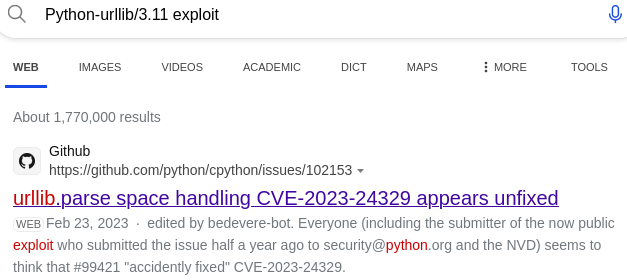 Python-urllib/3.11 exploit
WEB IMAGES VIDEOS ACADEMIC DICT MAPS MORE TOOLS
About 1,770,000 results
Github
https://github.com/python/cpython/issues/102153
urllib.parse space handling CVE-2023-24329 appears unfixed
WEB Feb 23, 2023 · edited by bedevere-bot. Everyone (including the submitter of the now public
exploit who submitted the issue half a year ago to security@python.org and the NVD) seems to
think that #99421 "accidently fixed" CVE-2023-24329.